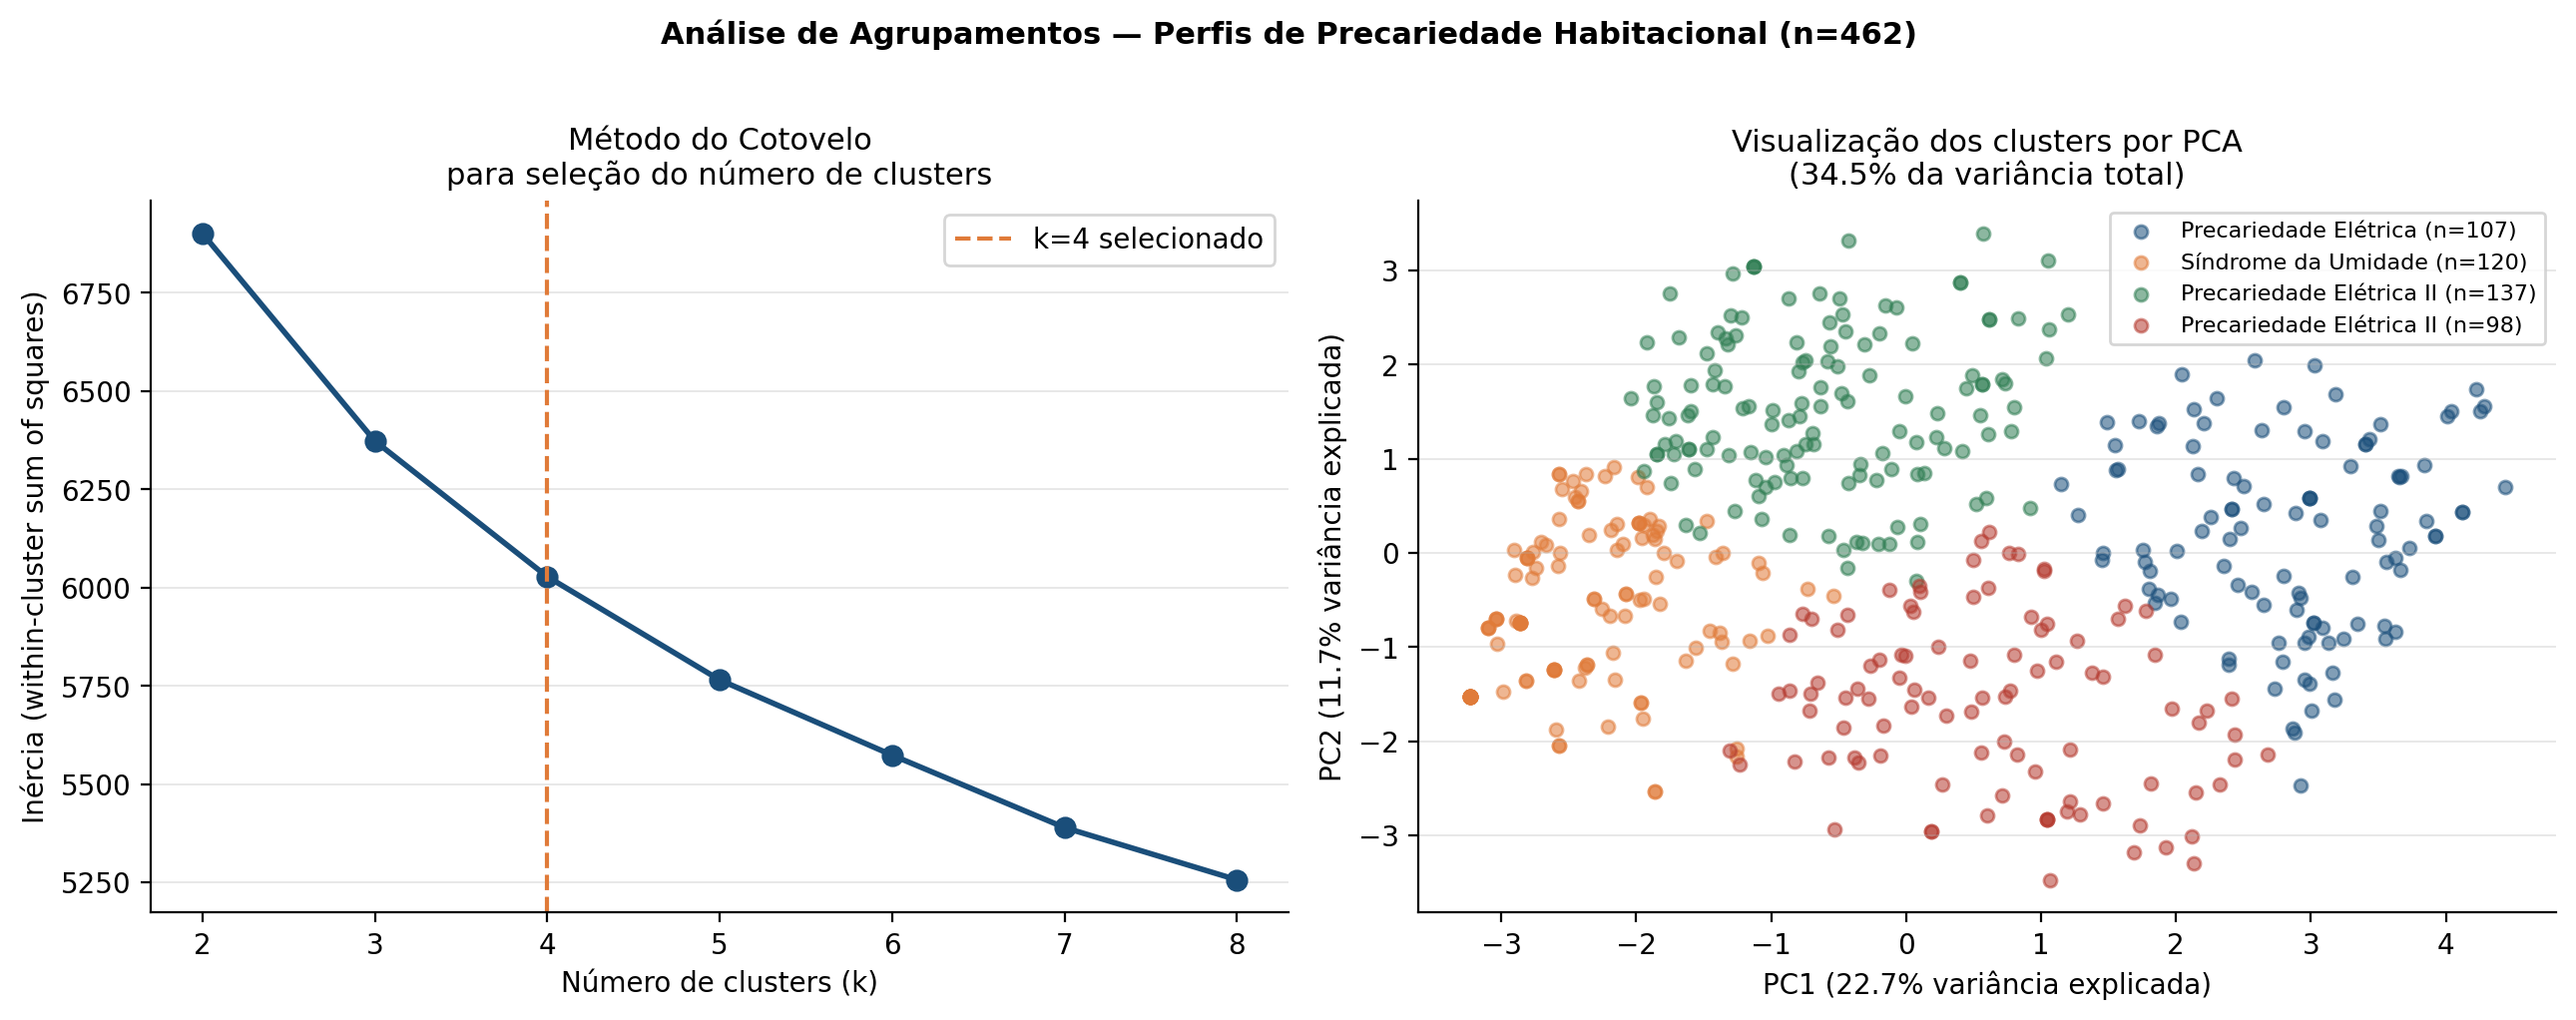 Análise de Agrupamentos — Perfis de Precariedade Habitacional (n=462)
Método do Cotovelo
para seleção do número de clusters
Inércia (within-cluster sum of squares)
6750
6500
6250
6000
5750
5500
5250
k=4 selecionado
2 3 4 5 6 7 8
Número de clusters (k)
Visualização dos clusters por PCA
(34.5% da variância total)
PC2 (11.7% variância explicada)
3
2
1
0
−1
−2
−3
Precariedade Elétrica (n=107)
Síndrome da Umidade (n=120)
Precariedade Elétrica II (n=137)
Precariedade Elétrica II (n=98)
−3 −2 −1 0 1 2 3 4
PC1 (22.7% variância explicada)